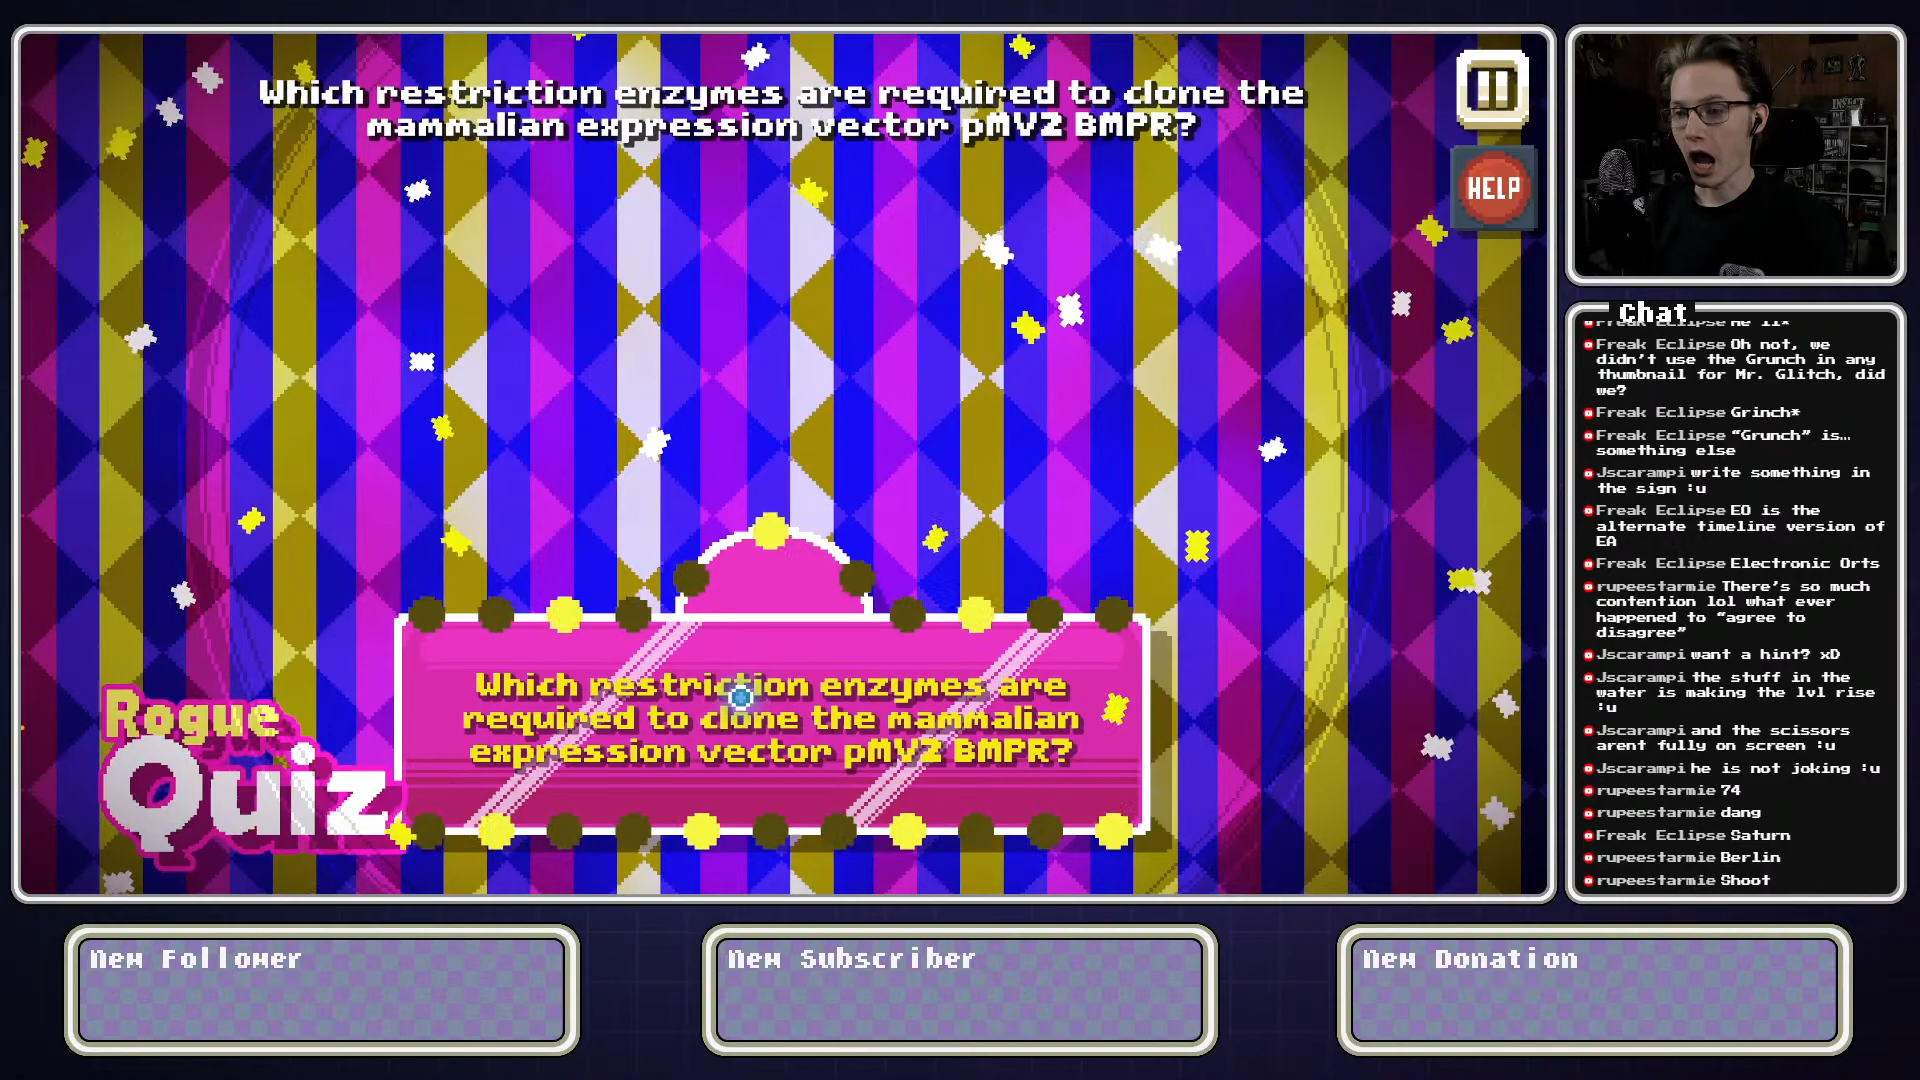 Which restriction enzymes are required to clone the
mammalian expression vector pMV2 BMPR?
HELP
Which restriction enzymes are
required to clone the mammalian
expression vector pMV2 BMPR?
Rogue
Quiz
INSECT
Chat
Freak Eclipse Oh not, we
didn't use the Grunch in any
thumbnail for Mr. Glitch, did
we?
Freak Eclipse Grinch*
Freak Eclipse "Grunch" is...
something else
Jscarampi write something in
the sign :u
Freak Eclipse EO is the
alternate timeline version of
EA
Freak Eclipse Electronic Orts
rupeestarmie There's so much
contention lol what ever
happened to "agree to
disagree"
Jscarampi want a hint? xD
Jscarampi the stuff in the
water is making the lvl rise
:u
Jscarampi and the scissors
arent fully on screen :u
Jscarampi he is not joking :u
rupeestarmie 74
rupeestarmie dang
Freak Eclipse Saturn
rupeestarmie Berlin
rupeestarmie Shoot
New Follower
New Subscriber
New Donation